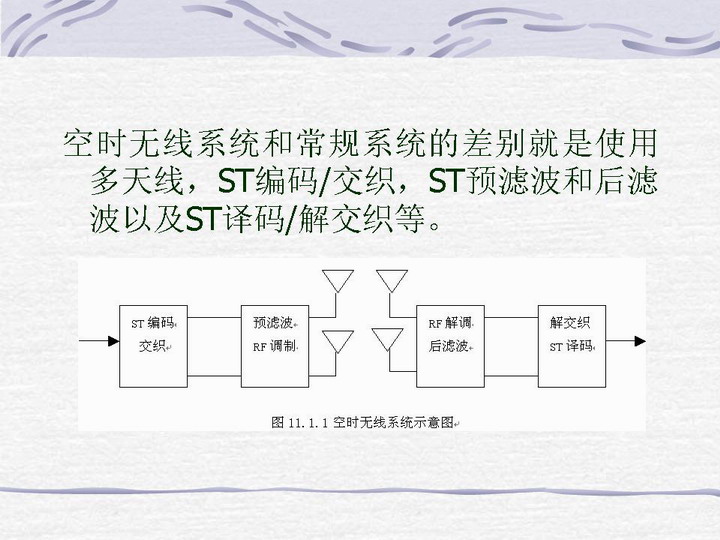 空时无线系统和常规系统的差别就是使用
多天线，ST编码/交织，ST预滤波和后滤
波以及ST译码/解交织等。
ST 编码
交织
预滤波
RF 调制
RF 解调
后滤波
解交织
ST 译码
图 11.1.1 空时无线系统示意图